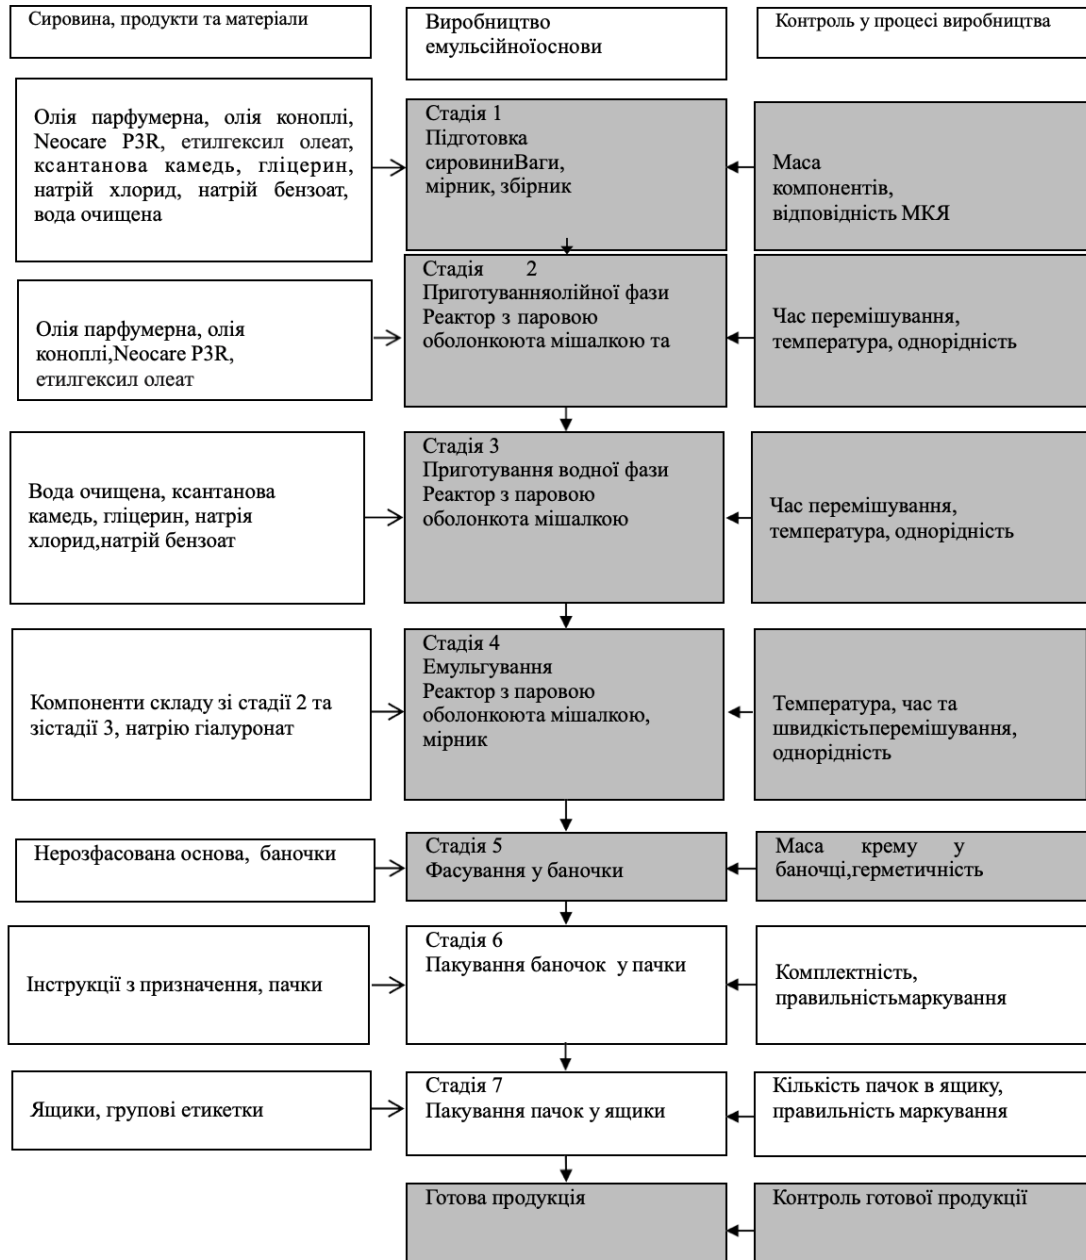 Сировина, продукти та матеріали
Виробництво
емульсійноїоснови
Контроль у процесі виробництва
Олія парфумерна, олія коноплі,
Neocare P3R, етилгексил олеат,
ксантанова камедь, гліцерин,
натрій хлорид, натрій бензоат,
вода очищена
Стадія 1
Підготовка
сировиниВаги,
мірник, збірник
Маса
компонентів,
відповідність МКЯ
Олія парфумерна, олія
коноплі,Neocare P3R,
етилгексил олеат
Стадія 2
Приготуванняолійної фази
Реактор з паровою
оболонкоюта мішалкою та
Час перемішування,
температура, однорідність
Вода очищена, ксантанова
камедь, гліцерин, натрія
хлорид,натрій бензоат
Стадія 3
Приготування водної фази
Реактор з паровою
оболонкота мішалкою
Час перемішування,
температура, однорідність
Компоненти складу зі стадії 2 та
зістадії 3, натрію гіалуронат
Стадія 4
Емульгування
Реактор з паровою
оболонкоюта мішалкою,
мірник
Температура, час та
швидкістьперемішування,
однорідність
Нерозфасована основа, баночки
Стадія 5
Фасування у баночки
Маса крему у
баночці,герметичність
Інструкції з призначення, пачки
Стадія 6
Пакування баночок у пачки
Комплектність,
правильністьмаркування
Ящики, групові етикетки
Стадія 7
Пакування пачок у ящики
Кількість пачок в ящику,
правильність маркування
Готова продукція
Контроль готової продукції